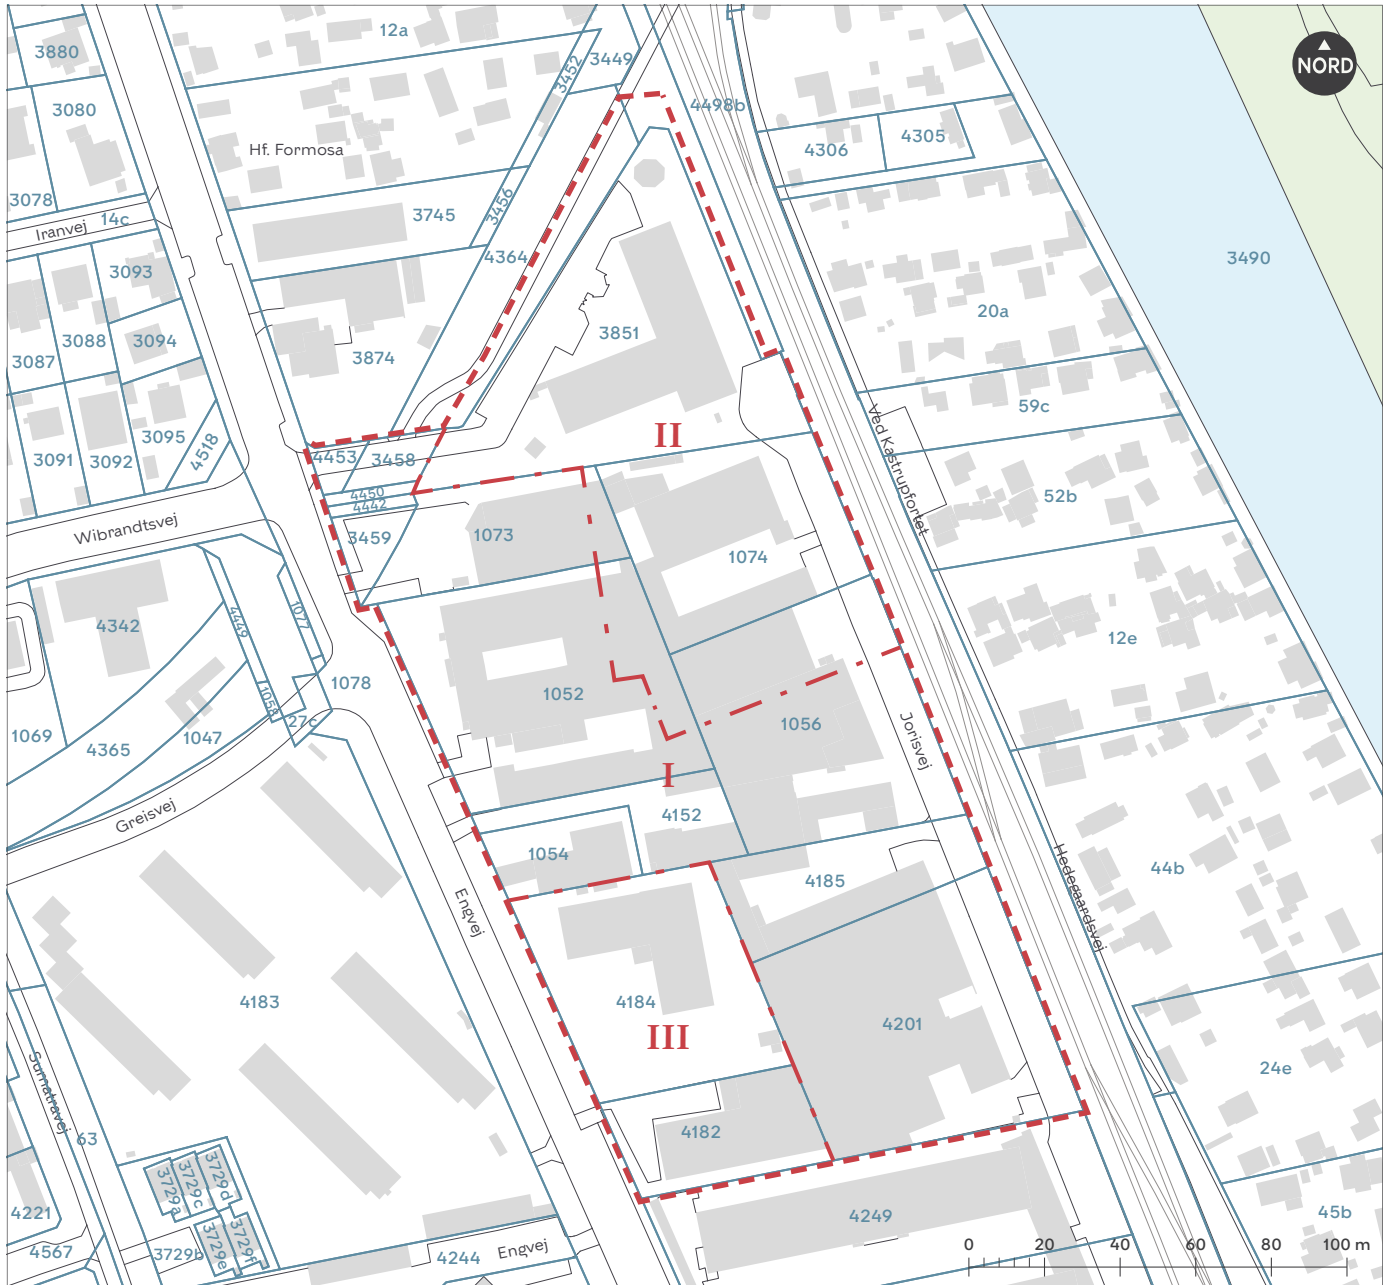 12a
3880
3449
3452
NORD
3080
4498b
4306
4305
Hf. Formosa
3078
14c
Iranvej
3745
3456
4364
3490
3093
20a
3851
3088
3094
3087
3874
59c
Ved Kastrupfortet
II
3095
4518
3091
3092
4453
3458
4450
4442
52b
Wibrandtsvej
3459
1073
1074
4342
4449
1077
12e
1078
1052
1058
27c
1056
1069
4365
1047
Jorisvej
I
Greisvej
4152
1054
44b
4185
Hedegaardsvej
Engvej
4183
4184
4201
III
24e
Sumatravej
63
4182
3729a
3729c
3729d
4221
4249
45b
3729e
3729f
3729b
4567
4244
Engvej
0 20 40 60 80 100 m